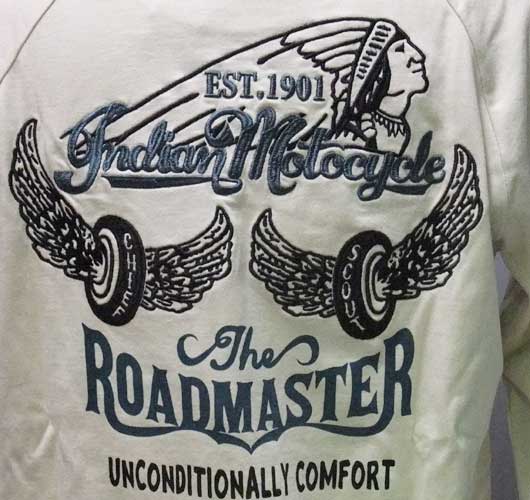 EST. 1901
Indian Motocycle
CHIEF
SCOUT
The
ROADMASTER
UNCONDITIONALLY COMFORT